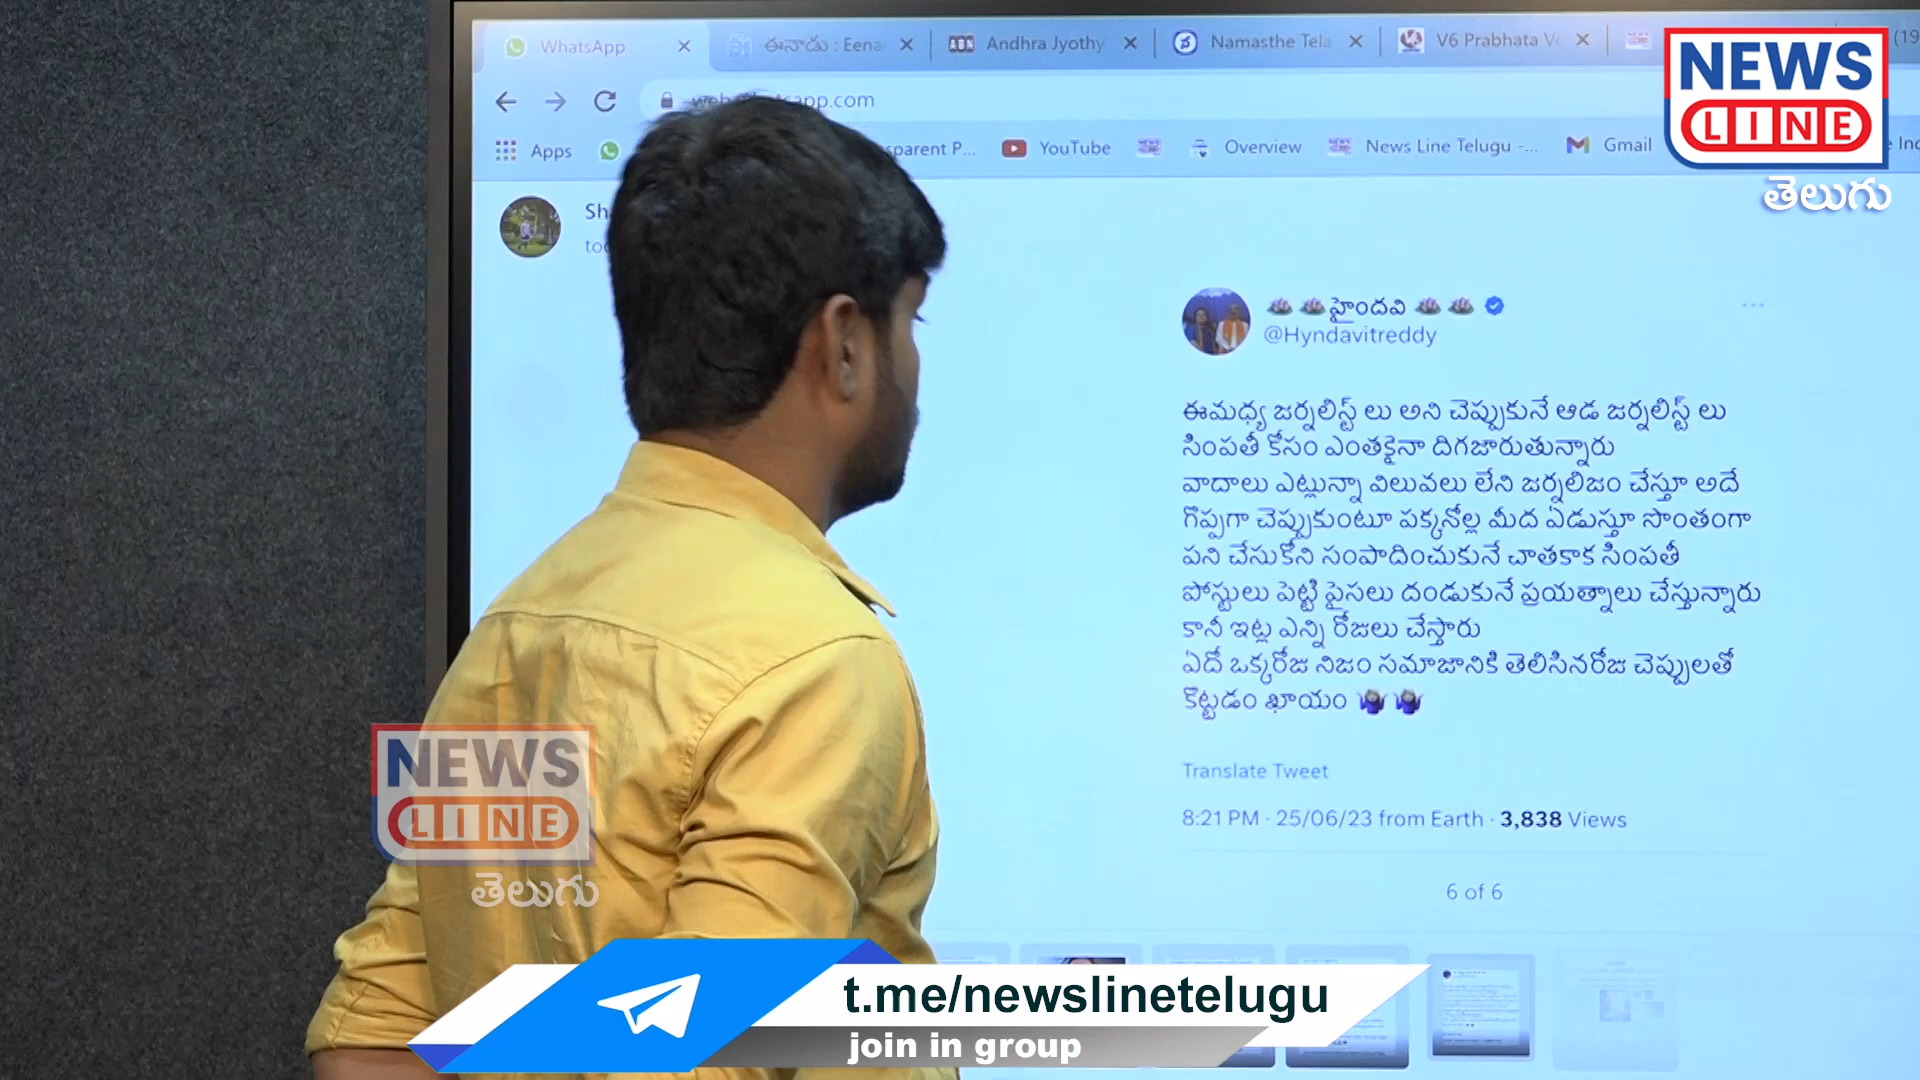 WhatsApp
ఈనాడు : Eena
ABN Andhra Jyothy
Namasthe Tela
V6 Prabhata Ve
(19
Apps
sparent P...
YouTube
Overview
News Line Telugu -...
Gmail
NEWS
LINE
తెలుగు
హైందవి
@Hyndavitreddy
ఈమధ్య జర్నలిస్ట్ లు అని చెప్పుకునే ఆడ జర్నలిస్ట్ లు
సింపతీ కోసం ఎంతకైనా దిగజారుతున్నారు
వాదాలు ఎట్లున్నా విలువలు లేని జర్నలిజం చేస్తూ అదే
గొప్పగా చెప్పుకుంటూ పక్కనోల్ల మీద ఏడుస్తూ సొంతంగా
పని చేసుకోని సంపాదించుకునే చాతకాక సింపతీ
పోస్టులు పెట్టి పైసలు దండుకునే ప్రయత్నాలు చేస్తున్నారు
కానీ ఇట్ల ఎన్ని రోజులు చేస్తారు
ఏదో ఒక్కరోజు నిజం సమాజానికి తెలిసినరోజు చెప్పులతో
కొట్టడం ఖాయం
Translate Tweet
8:21 PM · 25/06/23 from Earth · 3,838 Views
6 of 6
NEWS
LINE
తెలుగు
t.me/newslinetelugu
join in group